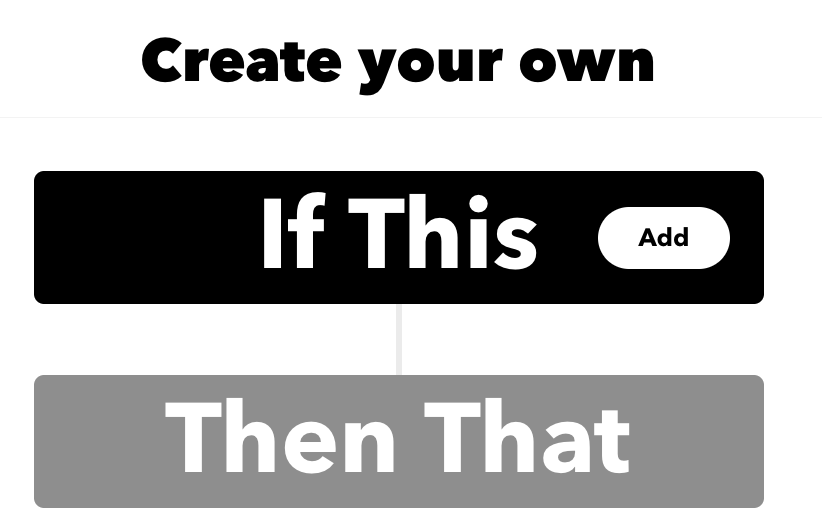 Create your own
If This
Add
Then That